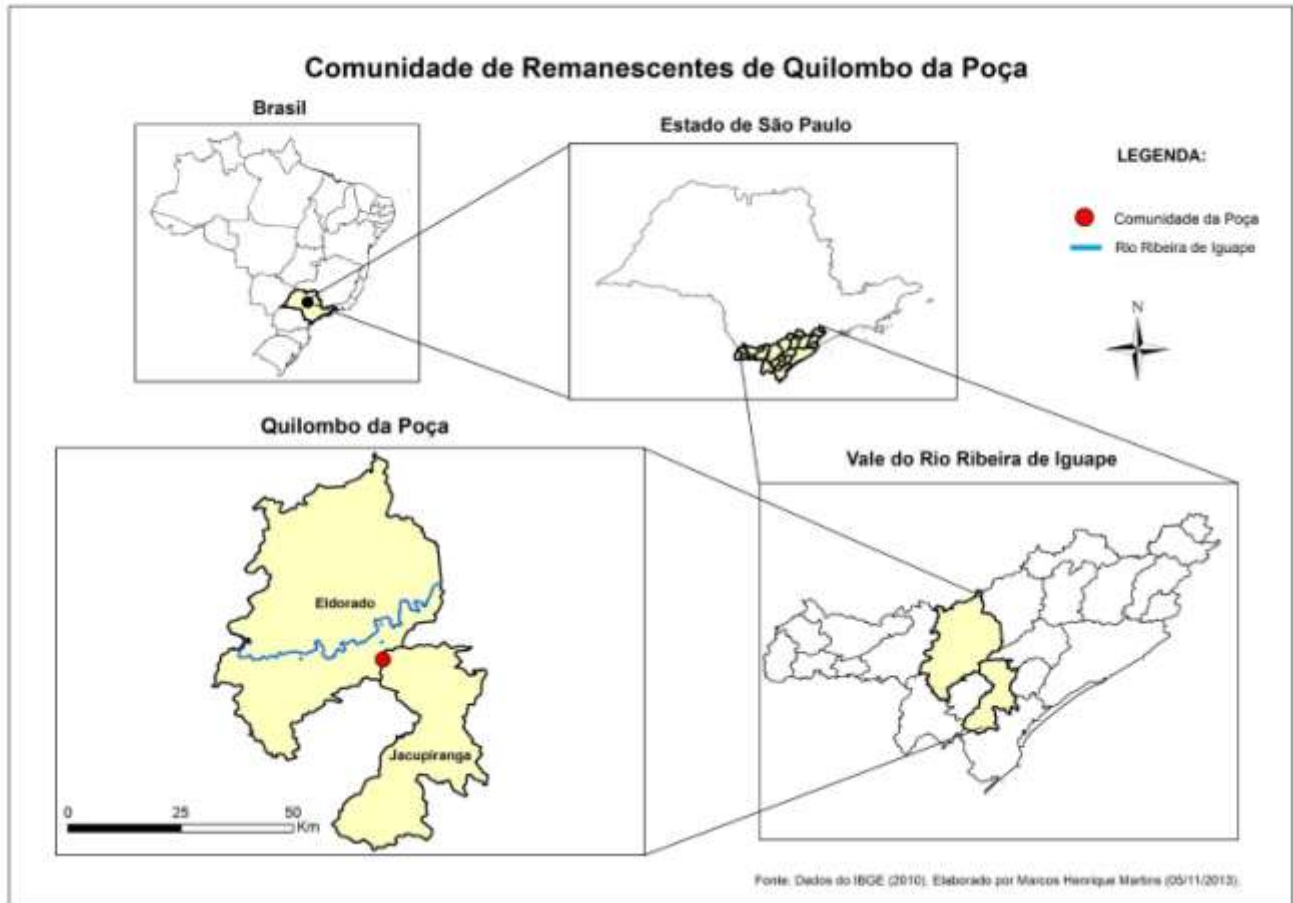 Comunidade de Remanescentes de Quilombo da Poça
Brasil
Estado de São Paulo
LEGENDA:
Comunidade da Poça
Rio Ribeira de Iguape
N
Quilombo da Poça
Vale do Rio Ribeira de Iguape
Eldorado
Jacupiranga
0 25 50
Km
Fonte: Dados do IBGE (2010). Elaborado por Marcos Henrique Martins (05/11/2013).